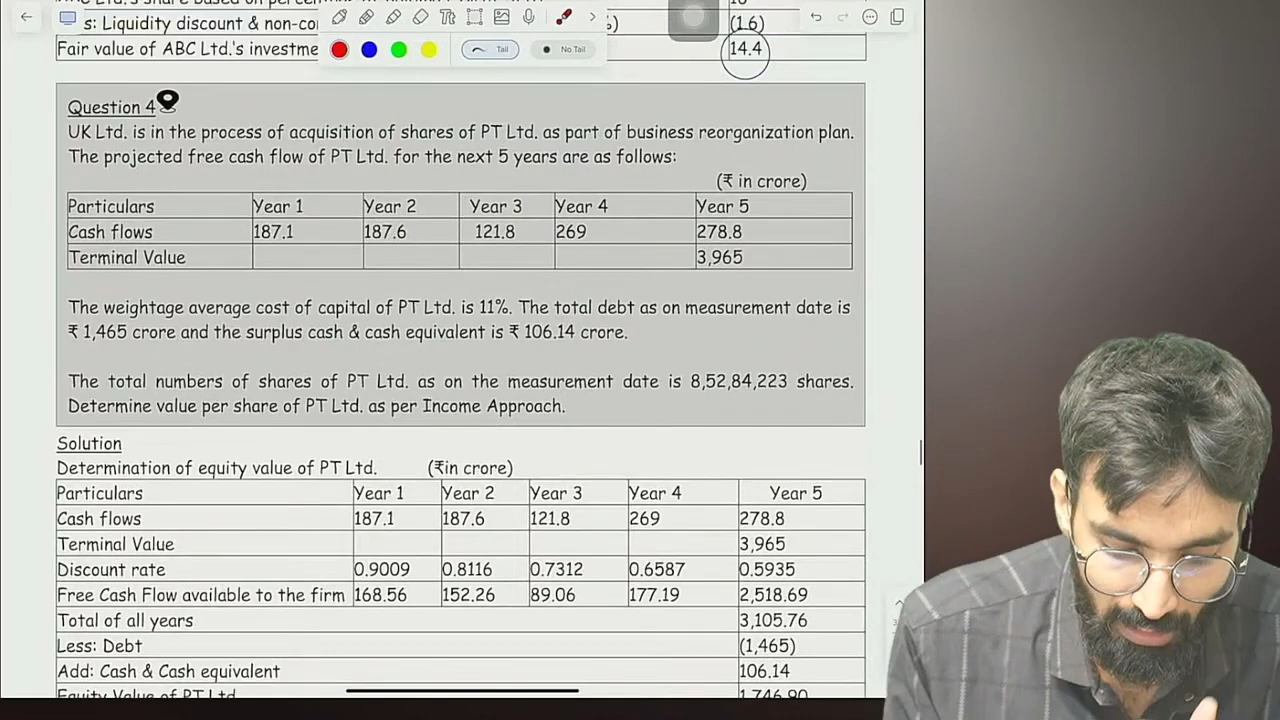 s: Liquidity discount & non-co
(1.6)
Fair value of ABC Ltd.'s investme
14.4
Tail
No Tail
Question 4
UK Ltd. is in the process of acquisition of shares of PT Ltd. as part of business reorganization plan.
The projected free cash flow of PT Ltd. for the next 5 years are as follows:
(₹ in crore)
Particulars Year 1 Year 2 Year 3 Year 4 Year 5
Cash flows 187.1 187.6 121.8 269 278.8
Terminal Value 3,965
The weightage average cost of capital of PT Ltd. is 11%. The total debt as on measurement date is
₹ 1,465 crore and the surplus cash & cash equivalent is ₹ 106.14 crore.
The total numbers of shares of PT Ltd. as on the measurement date is 8,52,84,223 shares.
Determine value per share of PT Ltd. as per Income Approach.
Solution
Determination of equity value of PT Ltd. (₹in crore)
Particulars Year 1 Year 2 Year 3 Year 4 Year 5
Cash flows 187.1 187.6 121.8 269 278.8
Terminal Value 3,965
Discount rate 0.9009 0.8116 0.7312 0.6587 0.5935
Free Cash Flow available to the firm 168.56 152.26 89.06 177.19 2,518.69
Total of all years 3,105.76
Less: Debt (1,465)
Add: Cash & Cash equivalent 106.14
Equity Value of PT Ltd 1,746.90